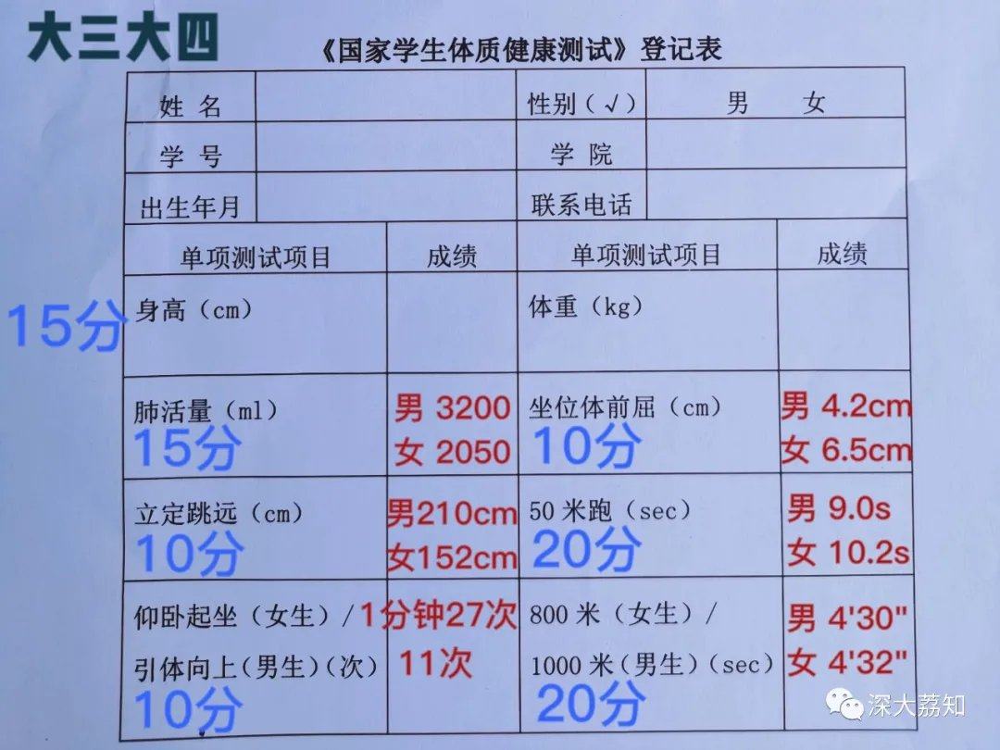 大三大四
《国家学生体质健康测试》登记表
姓 名 性别（√） 男 女
学 号 学 院
出生年月 联系电话
单项测试项目 成绩 单项测试项目 成绩
15分 身高（cm） 体重（kg）
肺活量（ml） 男 3200 坐位体前屈（cm） 男 4.2cm
15分 女 2050 10分 女 6.5cm
立定跳远（cm） 男210cm 50 米跑（sec） 男 9.0s
10分 女152cm 20分 女 10.2s
仰卧起坐（女生）/ 1分钟27次 800 米（女生）/ 男 4'30"
引体向上（男生）（次） 11次 1000 米（男生）（sec） 女 4'32"
10分 20分
深大荔知